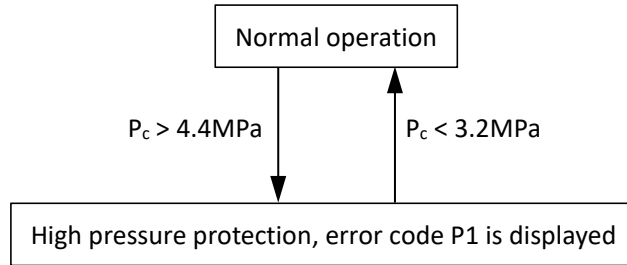 Normal operation
Pc > 4.4MPa
Pc < 3.2MPa
High pressure protection, error code P1 is displayed